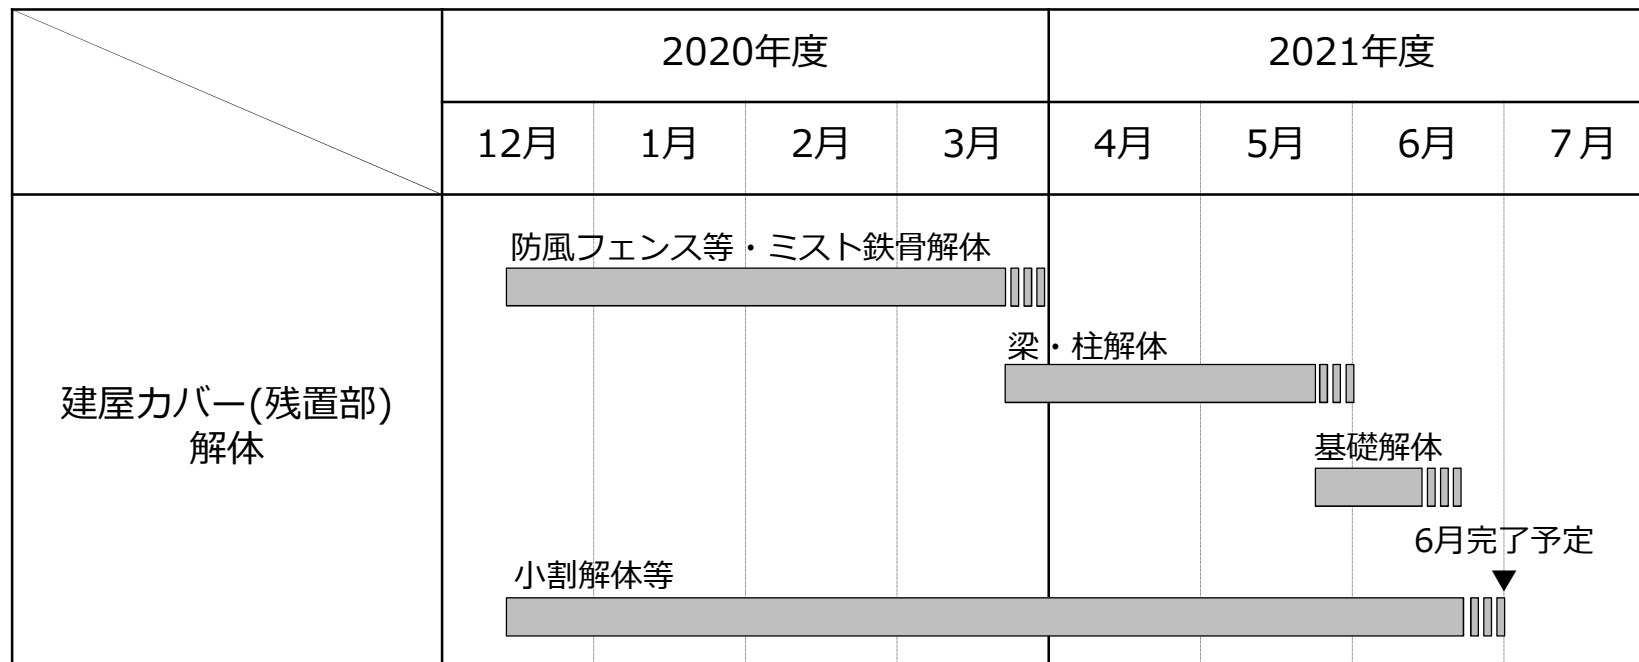 2020年度
2021年度
12月
1月
2月
3月
4月
5月
6月
7月
防風フェンス等・ミスト鉄骨解体
梁・柱解体
建屋カバー(残置部)
解体
基礎解体
6月完了予定
小割解体等